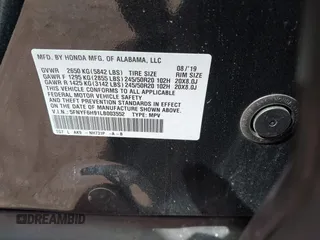 MFD. BY HONDA MFG. OF ALABAMA, LLC
08/'19
GVWR 2650 KG(5842 LBS) TIRE SIZE RIM SIZE
GAWR F 1295 KG(2855 LBS)245/50R20 102H 20X8.0J
GAWR R 1425 KG(3142 LBS)245/50R20 102H 20X8.0J
THIS VEHICLE CONFORMS TO ALL APPLICABLE
FEDERAL MOTOR VEHICLE SAFETY AND THEFT
PREVENTION STANDARDS IN EFFECT ON THE DATE
OF MANUFACTURE SHOWN ABOVE.
V.I.N: 5FNYF6H91LB003552 TYPE: MPV
AUTOBIDMASTER